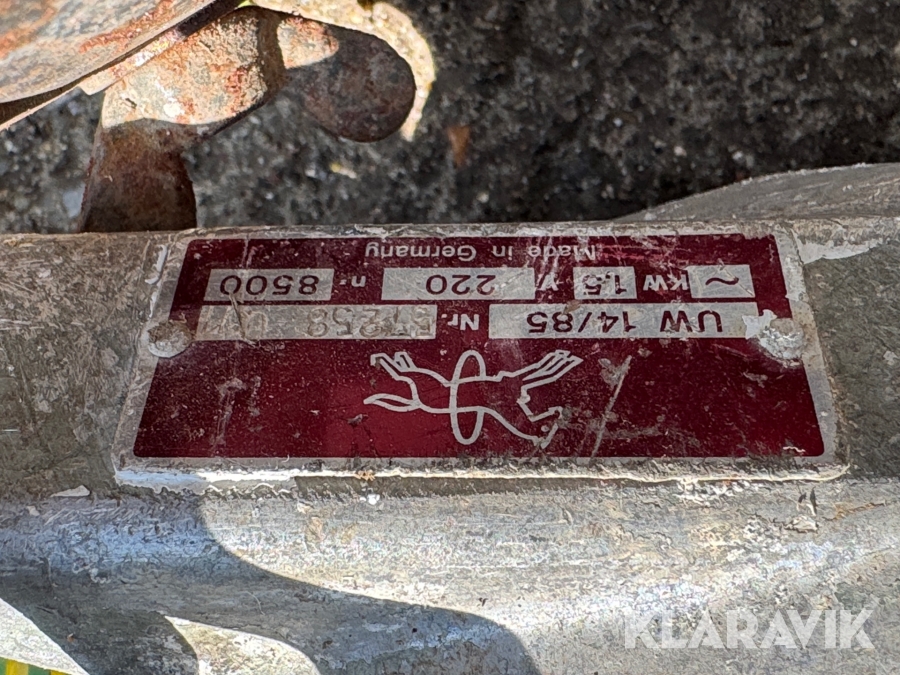 UW 14/85 Nr.
~ KW 1,5 V. 220 n. 8500
Made in Germany
KLARAVIK